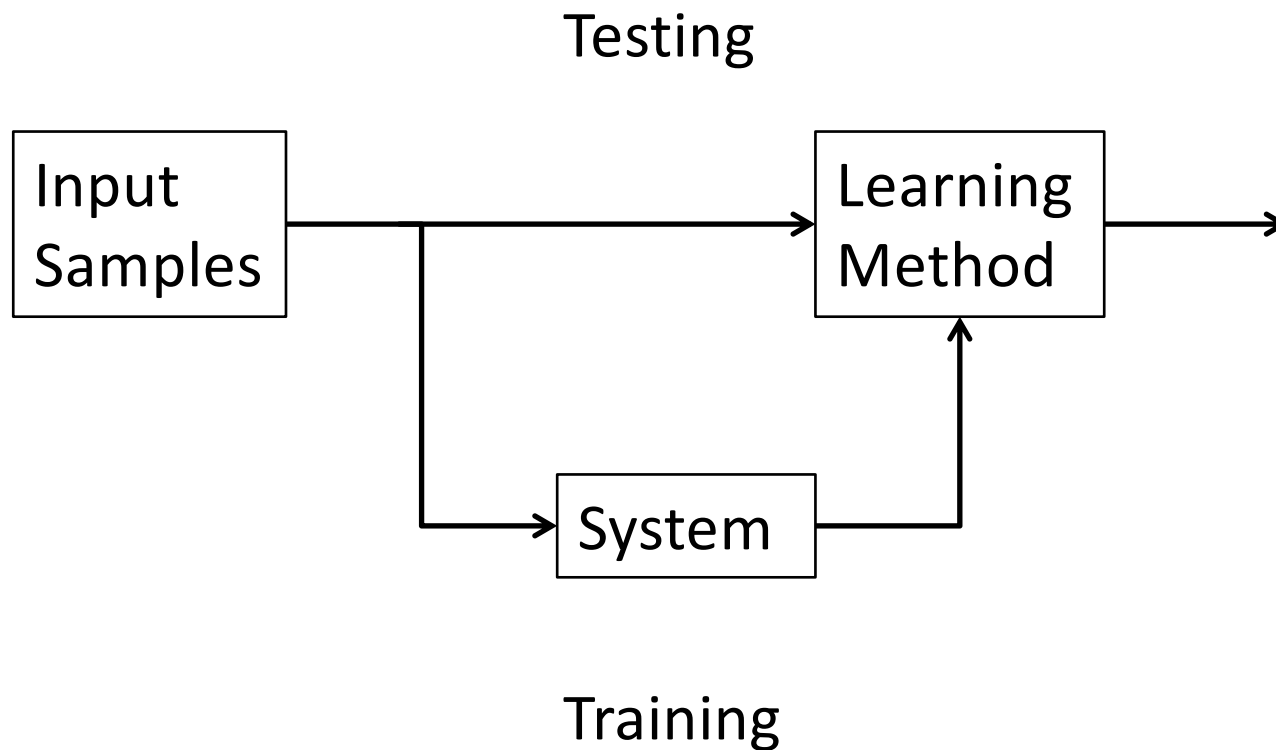 Testing
Input
Samples
Learning
Method
System
Training